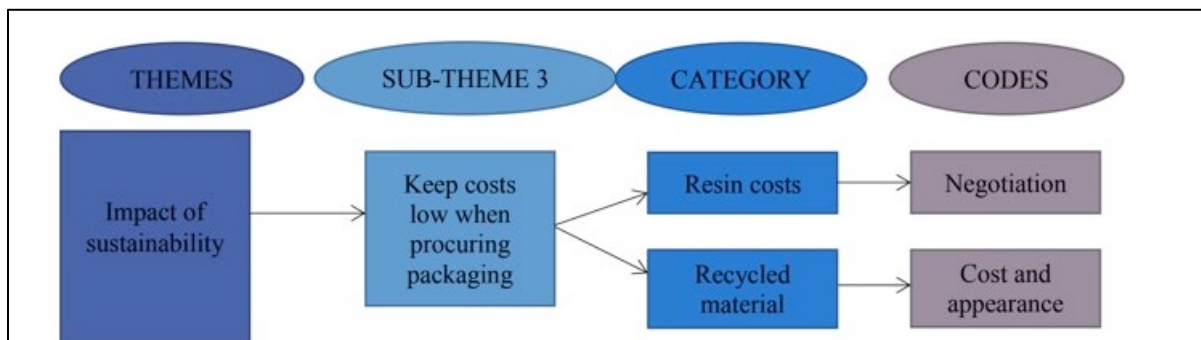 THEMES
SUB-THEME 3
CATEGORY
CODES
Impact of
sustainability
Keep costs
low when
procuring
packaging
Resin costs
Negotiation
Recycled
material
Cost and
appearance